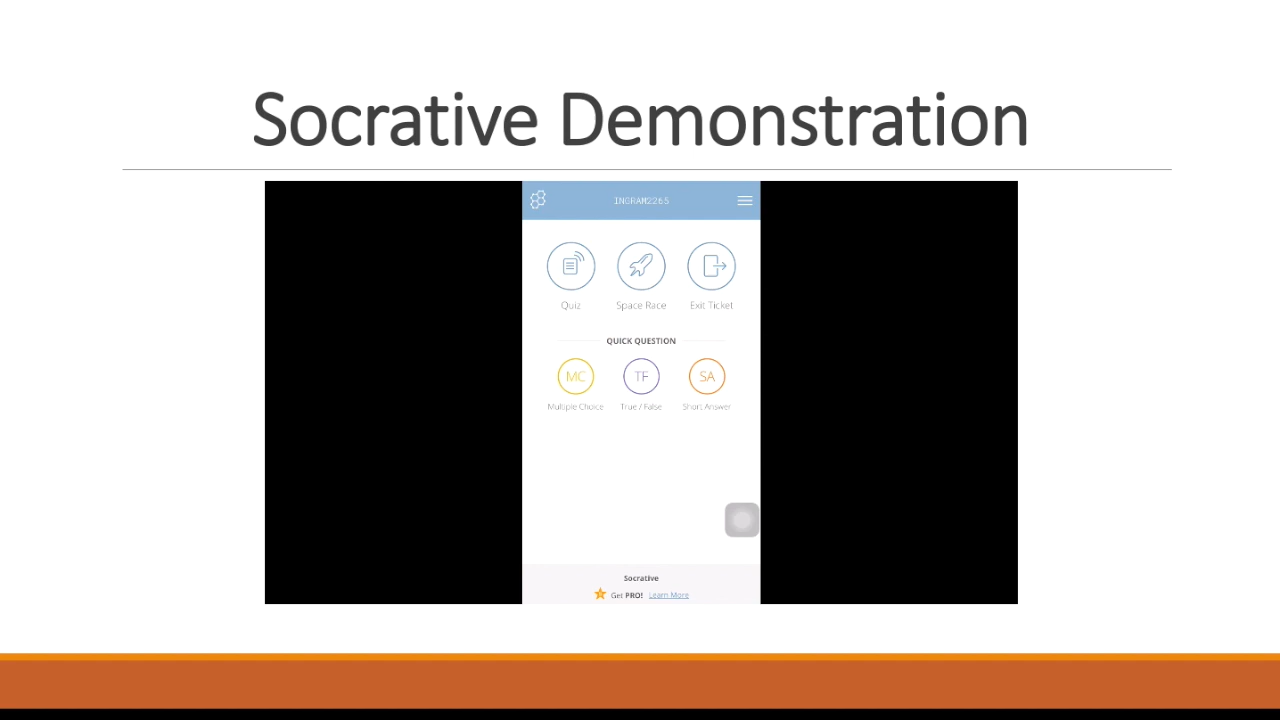 Socrative Demonstration
INGRAM2265
Quiz Space Race Exit Ticket
QUICK QUESTION
MC TF SA
Multiple Choice True / False Short Answer
Socrative
Get PRO! Learn More